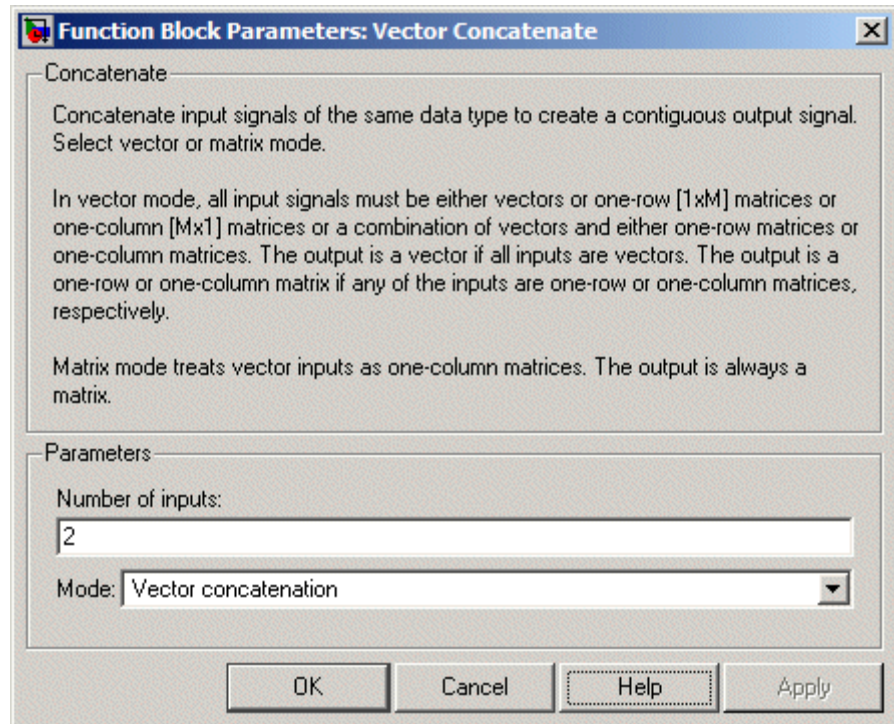 Function Block Parameters: Vector Concatenate
Concatenate
Concatenate input signals of the same data type to create a contiguous output signal.
Select vector or matrix mode.
In vector mode, all input signals must be either vectors or one-row [1xM] matrices or
one-column [Mx1] matrices or a combination of vectors and either one-row matrices or
one-column matrices. The output is a vector if all inputs are vectors. The output is a
one-row or one-column matrix if any of the inputs are one-row or one-column matrices,
respectively.
Matrix mode treats vector inputs as one-column matrices. The output is always a
matrix.
Parameters
Number of inputs:
2
Mode: Vector concatenation
OK Cancel Help Apply